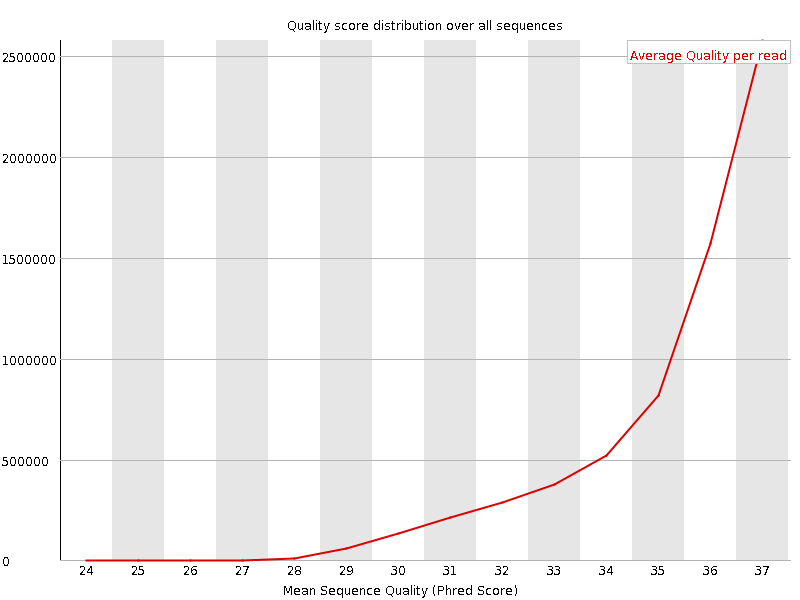 Quality score distribution over all sequences
Average Quality per read
2500000
2000000
1500000
1000000
500000
0
24 25 26 27 28 29 30 31 32 33 34 35 36 37
Mean Sequence Quality (Phred Score)